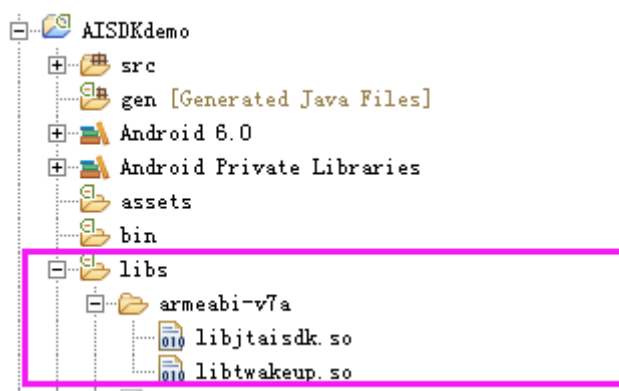 AISDKdemo
src
gen [Generated Java Files]
Android 6.0
Android Private Libraries
assets
bin
libs
armeabi-v7a
libjtaisdk.so
libtwakeup.so